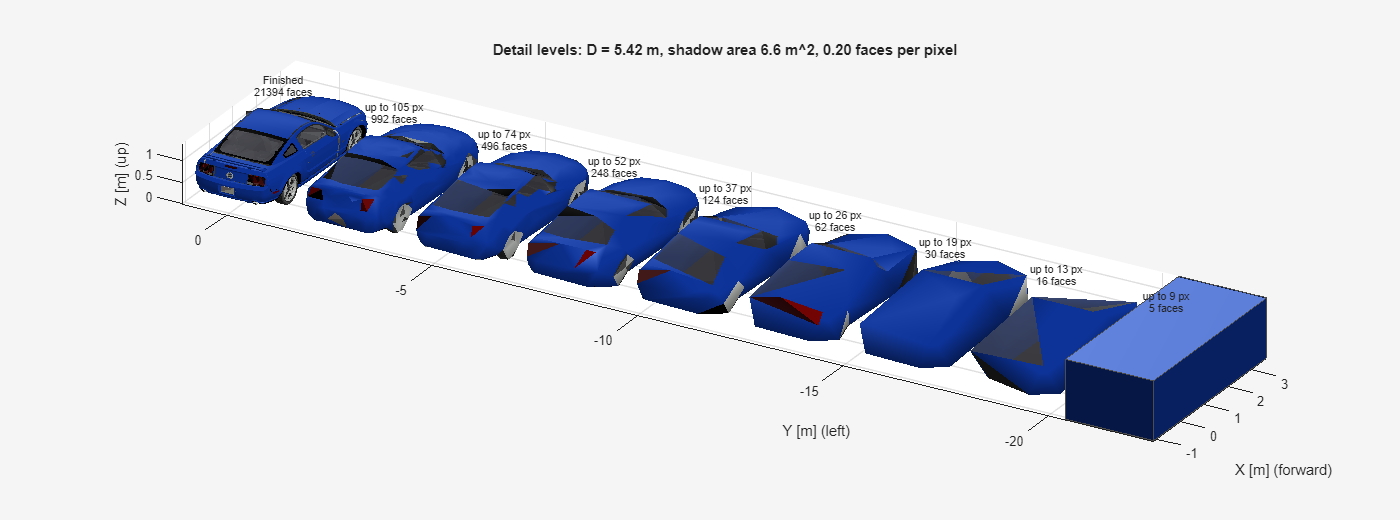 Detail levels: D = 5.42 m, shadow area 6.6 m^2, 0.20 faces per pixel
Finished
21394 faces
up to 105 px
992 faces
up to 74 px
496 faces
up to 52 px
248 faces
up to 37 px
124 faces
up to 26 px
62 faces
up to 19 px
30 faces
up to 13 px
16 faces
up to 9 px
5 faces
Z [m] (up)
1
0.5
0
0
-5
-10
-15
-20
Y [m] (left)
3
2
1
0
-1
X [m] (forward)